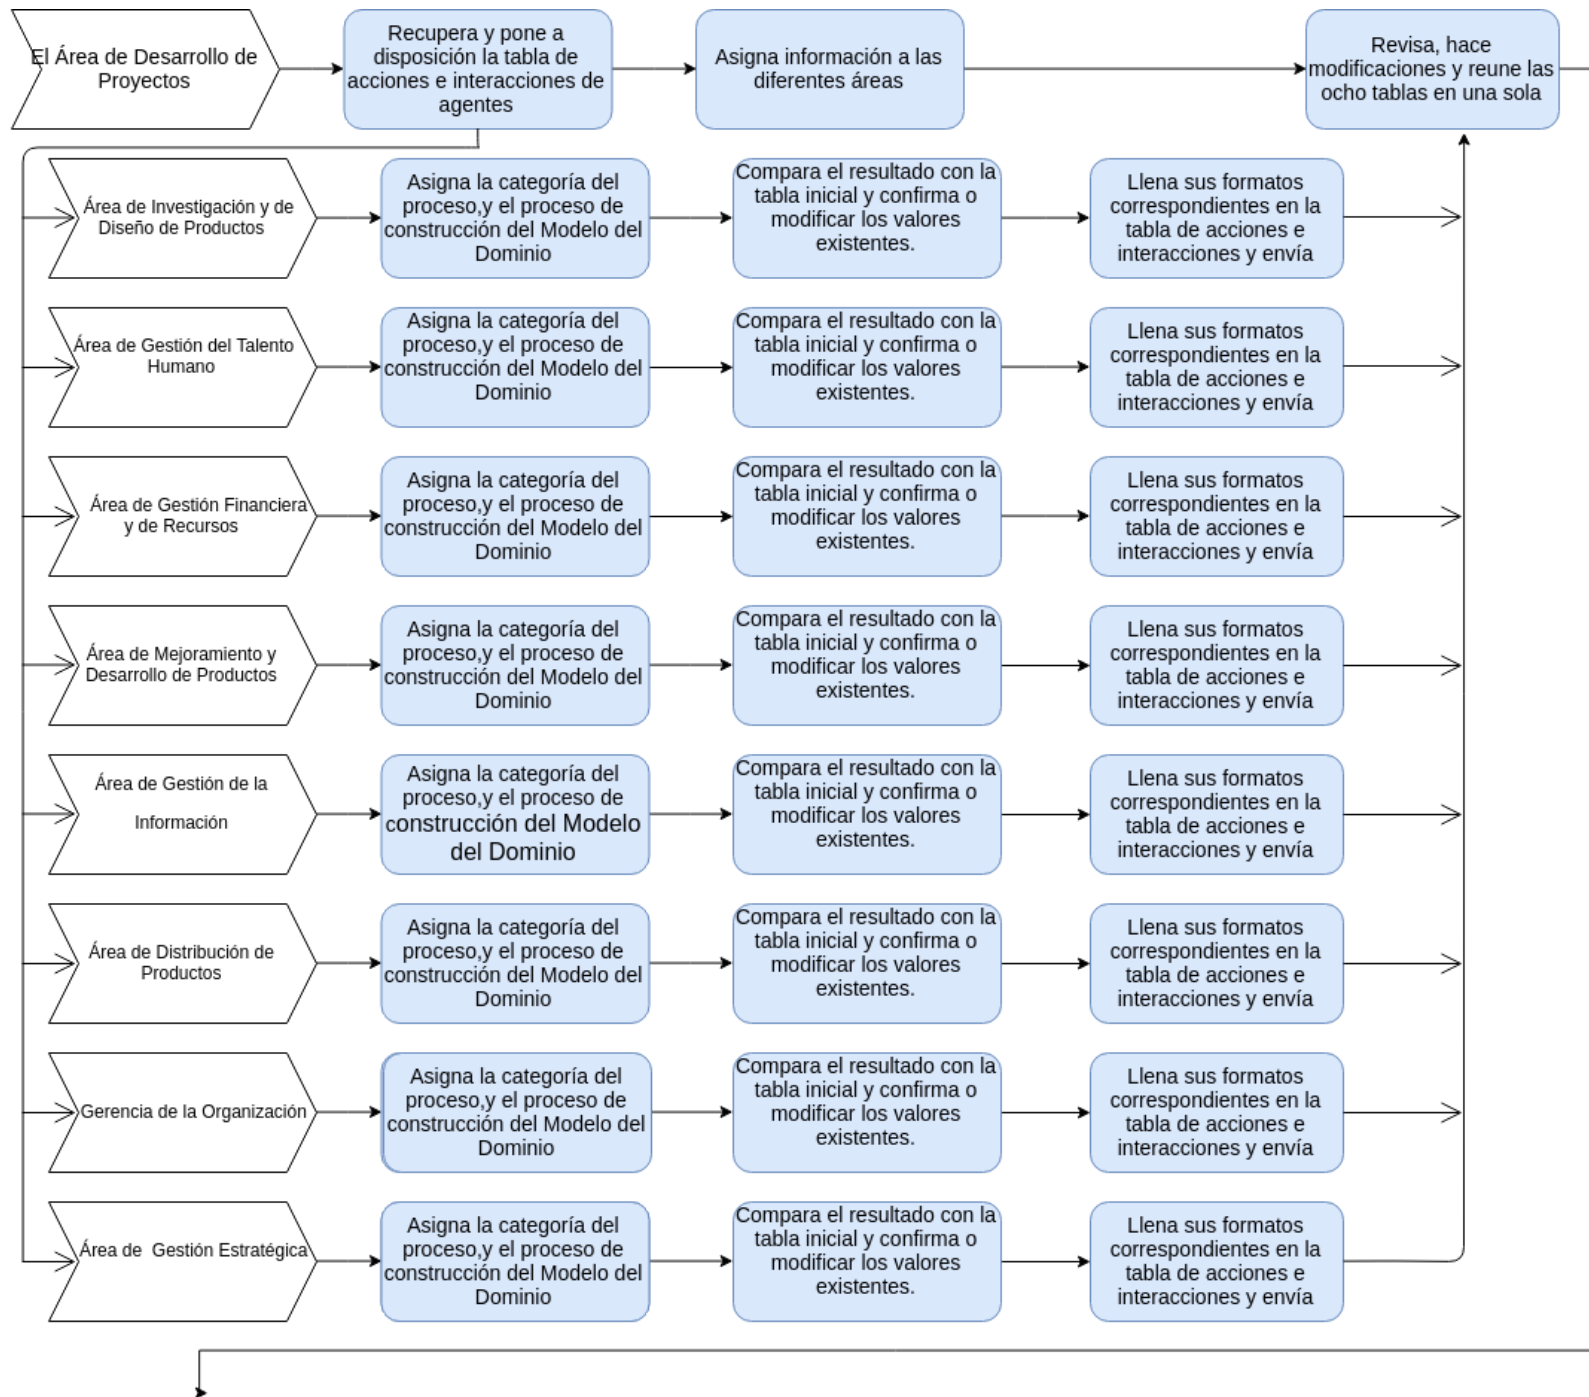 El Área de Desarrollo de
Proyectos
Recupera y pone a
disposición la tabla de
acciones e interacciones de
agentes
Asigna información a las
diferentes áreas
Revisa, hace
modificaciones y reune las
ocho tablas en una sola
Área de Investigación y de
Diseño de Productos
Asigna la categoría del
proceso,y el proceso de
construcción del Modelo del
Dominio
Compara el resultado con la
tabla inicial y confirma o
modificar los valores
existentes.
Llena sus formatos
correspondientes en la
tabla de acciones e
interacciones y envía
Área de Gestión del Talento
Humano
Asigna la categoría del
proceso,y el proceso de
construcción del Modelo del
Dominio
Compara el resultado con la
tabla inicial y confirma o
modificar los valores
existentes.
Llena sus formatos
correspondientes en la
tabla de acciones e
interacciones y envía
Área de Gestión Financiera
y de Recursos
Asigna la categoría del
proceso,y el proceso de
construcción del Modelo del
Dominio
Compara el resultado con la
tabla inicial y confirma o
modificar los valores
existentes.
Llena sus formatos
correspondientes en la
tabla de acciones e
interacciones y envía
Área de Mejoramiento y
Desarrollo de Productos
Asigna la categoría del
proceso,y el proceso de
construcción del Modelo del
Dominio
Compara el resultado con la
tabla inicial y confirma o
modificar los valores
existentes.
Llena sus formatos
correspondientes en la
tabla de acciones e
interacciones y envía
Área de Gestión de la
Información
Asigna la categoría del
proceso,y el proceso de
construcción del Modelo
del Dominio
Compara el resultado con la
tabla inicial y confirma o
modificar los valores
existentes.
Llena sus formatos
correspondientes en la
tabla de acciones e
interacciones y envía
Área de Distribución de
Productos
Asigna la categoría del
proceso,y el proceso de
construcción del Modelo del
Dominio
Compara el resultado con la
tabla inicial y confirma o
modificar los valores
existentes.
Llena sus formatos
correspondientes en la
tabla de acciones e
interacciones y envía
Gerencia de la Organización
Asigna la categoría del
proceso,y el proceso de
construcción del Modelo del
Dominio
Compara el resultado con la
tabla inicial y confirma o
modificar los valores
existentes.
Llena sus formatos
correspondientes en la
tabla de acciones e
interacciones y envía
Área de Gestión Estratégica
Asigna la categoría del
proceso,y el proceso de
construcción del Modelo del
Dominio
Compara el resultado con la
tabla inicial y confirma o
modificar los valores
existentes.
Llena sus formatos
correspondientes en la
tabla de acciones e
interacciones y envía